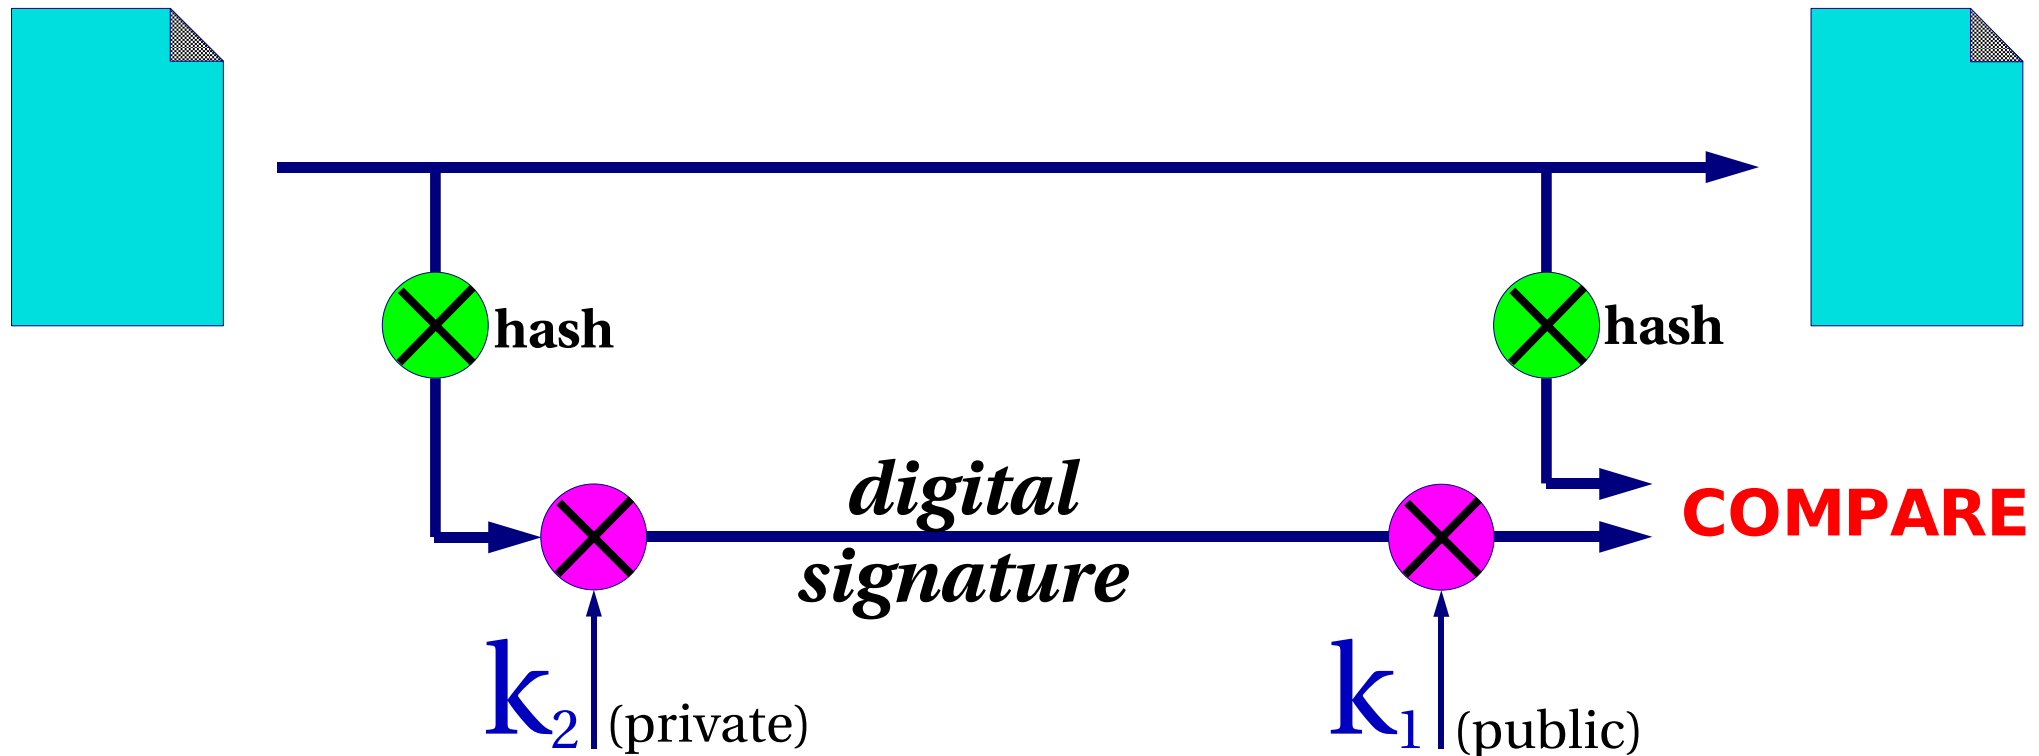 hash
hash
digital
signature
COMPARE
k2 (private)
k1 (public)